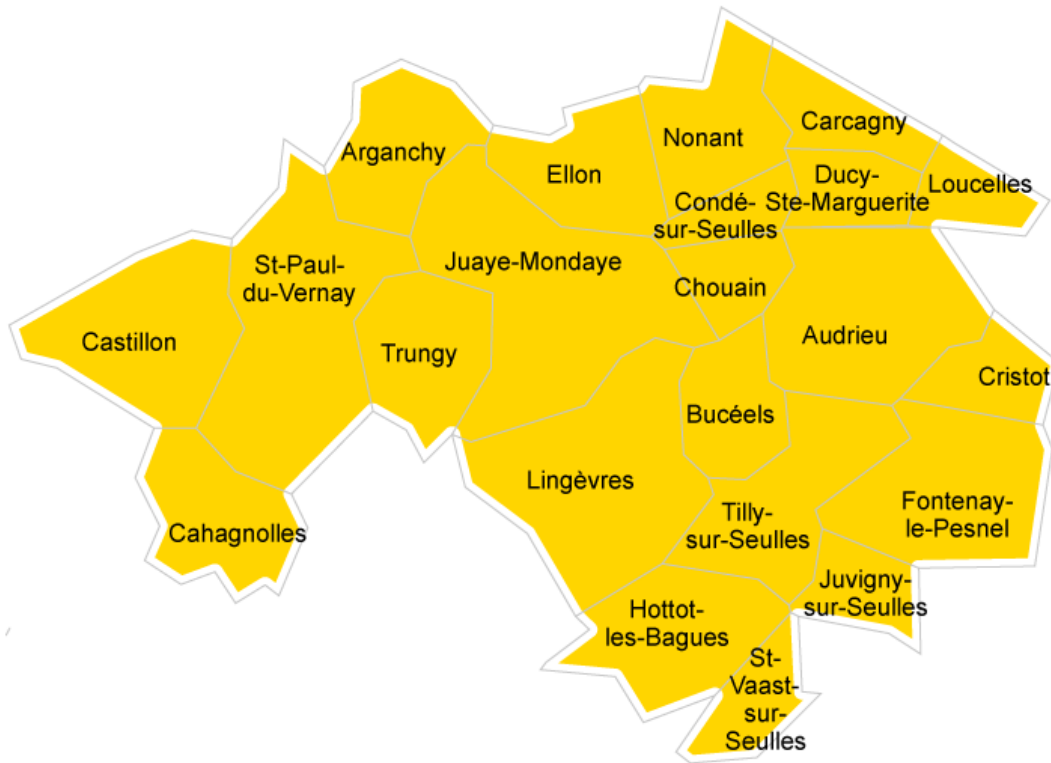 Carcagny
Nonant
Arganchy
Ellon
Ducy-
Ste-Marguerite
Loucelles
Condé-
sur-Seulles
St-Paul-
du-Vernay
Juaye-Mondaye
Chouain
Castillon
Trungy
Audrieu
Cristot
Bucéels
Lingèvres
Tilly-
sur-Seulles
Fontenay-
le-Pesnel
Cahagnolles
Juvigny-
sur-Seulles
Hottot-
les-Bagues
St-
Vaast-
sur-
Seulles